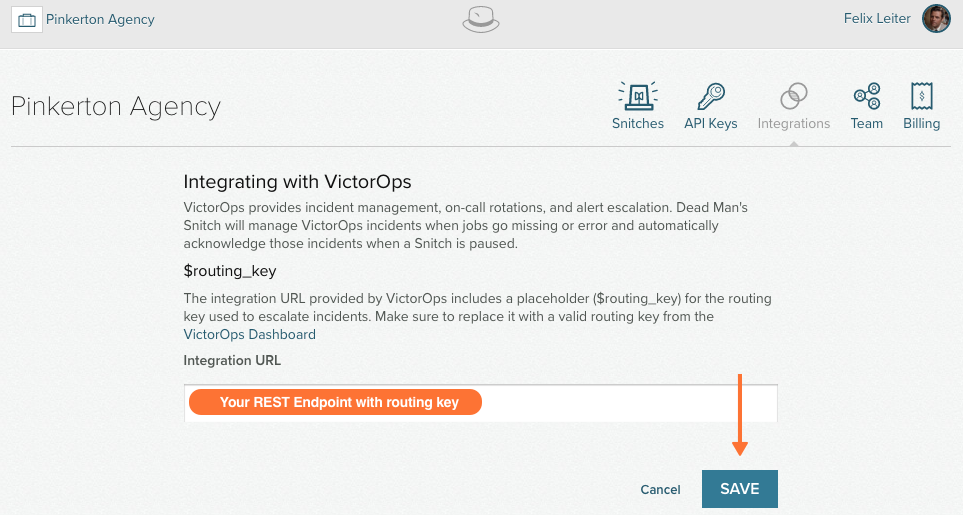 Pinkerton Agency
Felix Leiter
Pinkerton Agency
Snitches
API Keys
Integrations
Team
Billing
Integrating with VictorOps
VictorOps provides incident management, on-call rotations, and alert escalation. Dead Man's
Snitch will manage VictorOps incidents when jobs go missing or error and automatically
acknowledge those incidents when a Snitch is paused.
$routing_key
The integration URL provided by VictorOps includes a placeholder ($routing_key) for the routing
key used to escalate incidents. Make sure to replace it with a valid routing key from the
VictorOps Dashboard
Integration URL
Your REST Endpoint with routing key
Cancel
SAVE